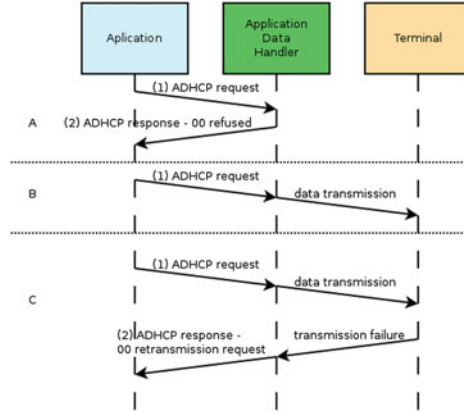 Aplication
Application
Data
Handler
Terminal
(1) ADHCP request
A
(2) ADHCP response - 00 refused
(1) ADHCP request
B
data transmission
(1) ADHCP request
data transmission
C
(2) ADHCP response -
00 retransmission request
transmission failure